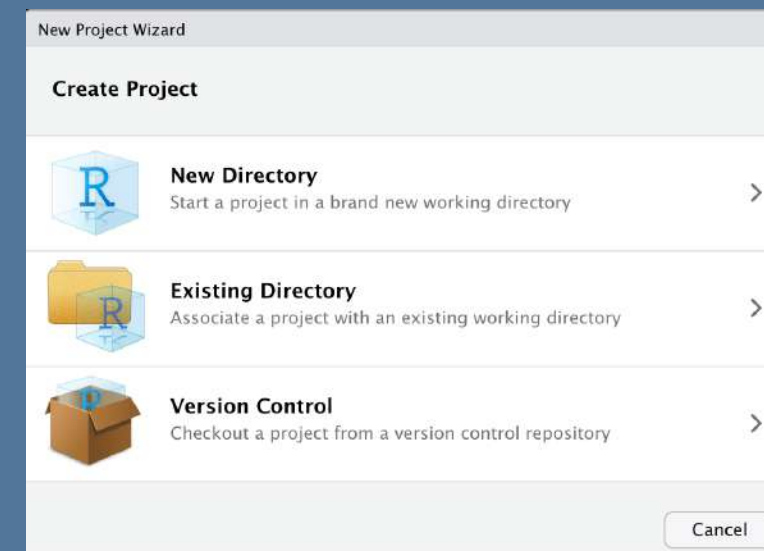 New Project Wizard
Create Project
R
New Directory
Start a project in a brand new working directory
R
Existing Directory
Associate a project with an existing working directory
R
Version Control
Checkout a project from a version control repository
Cancel